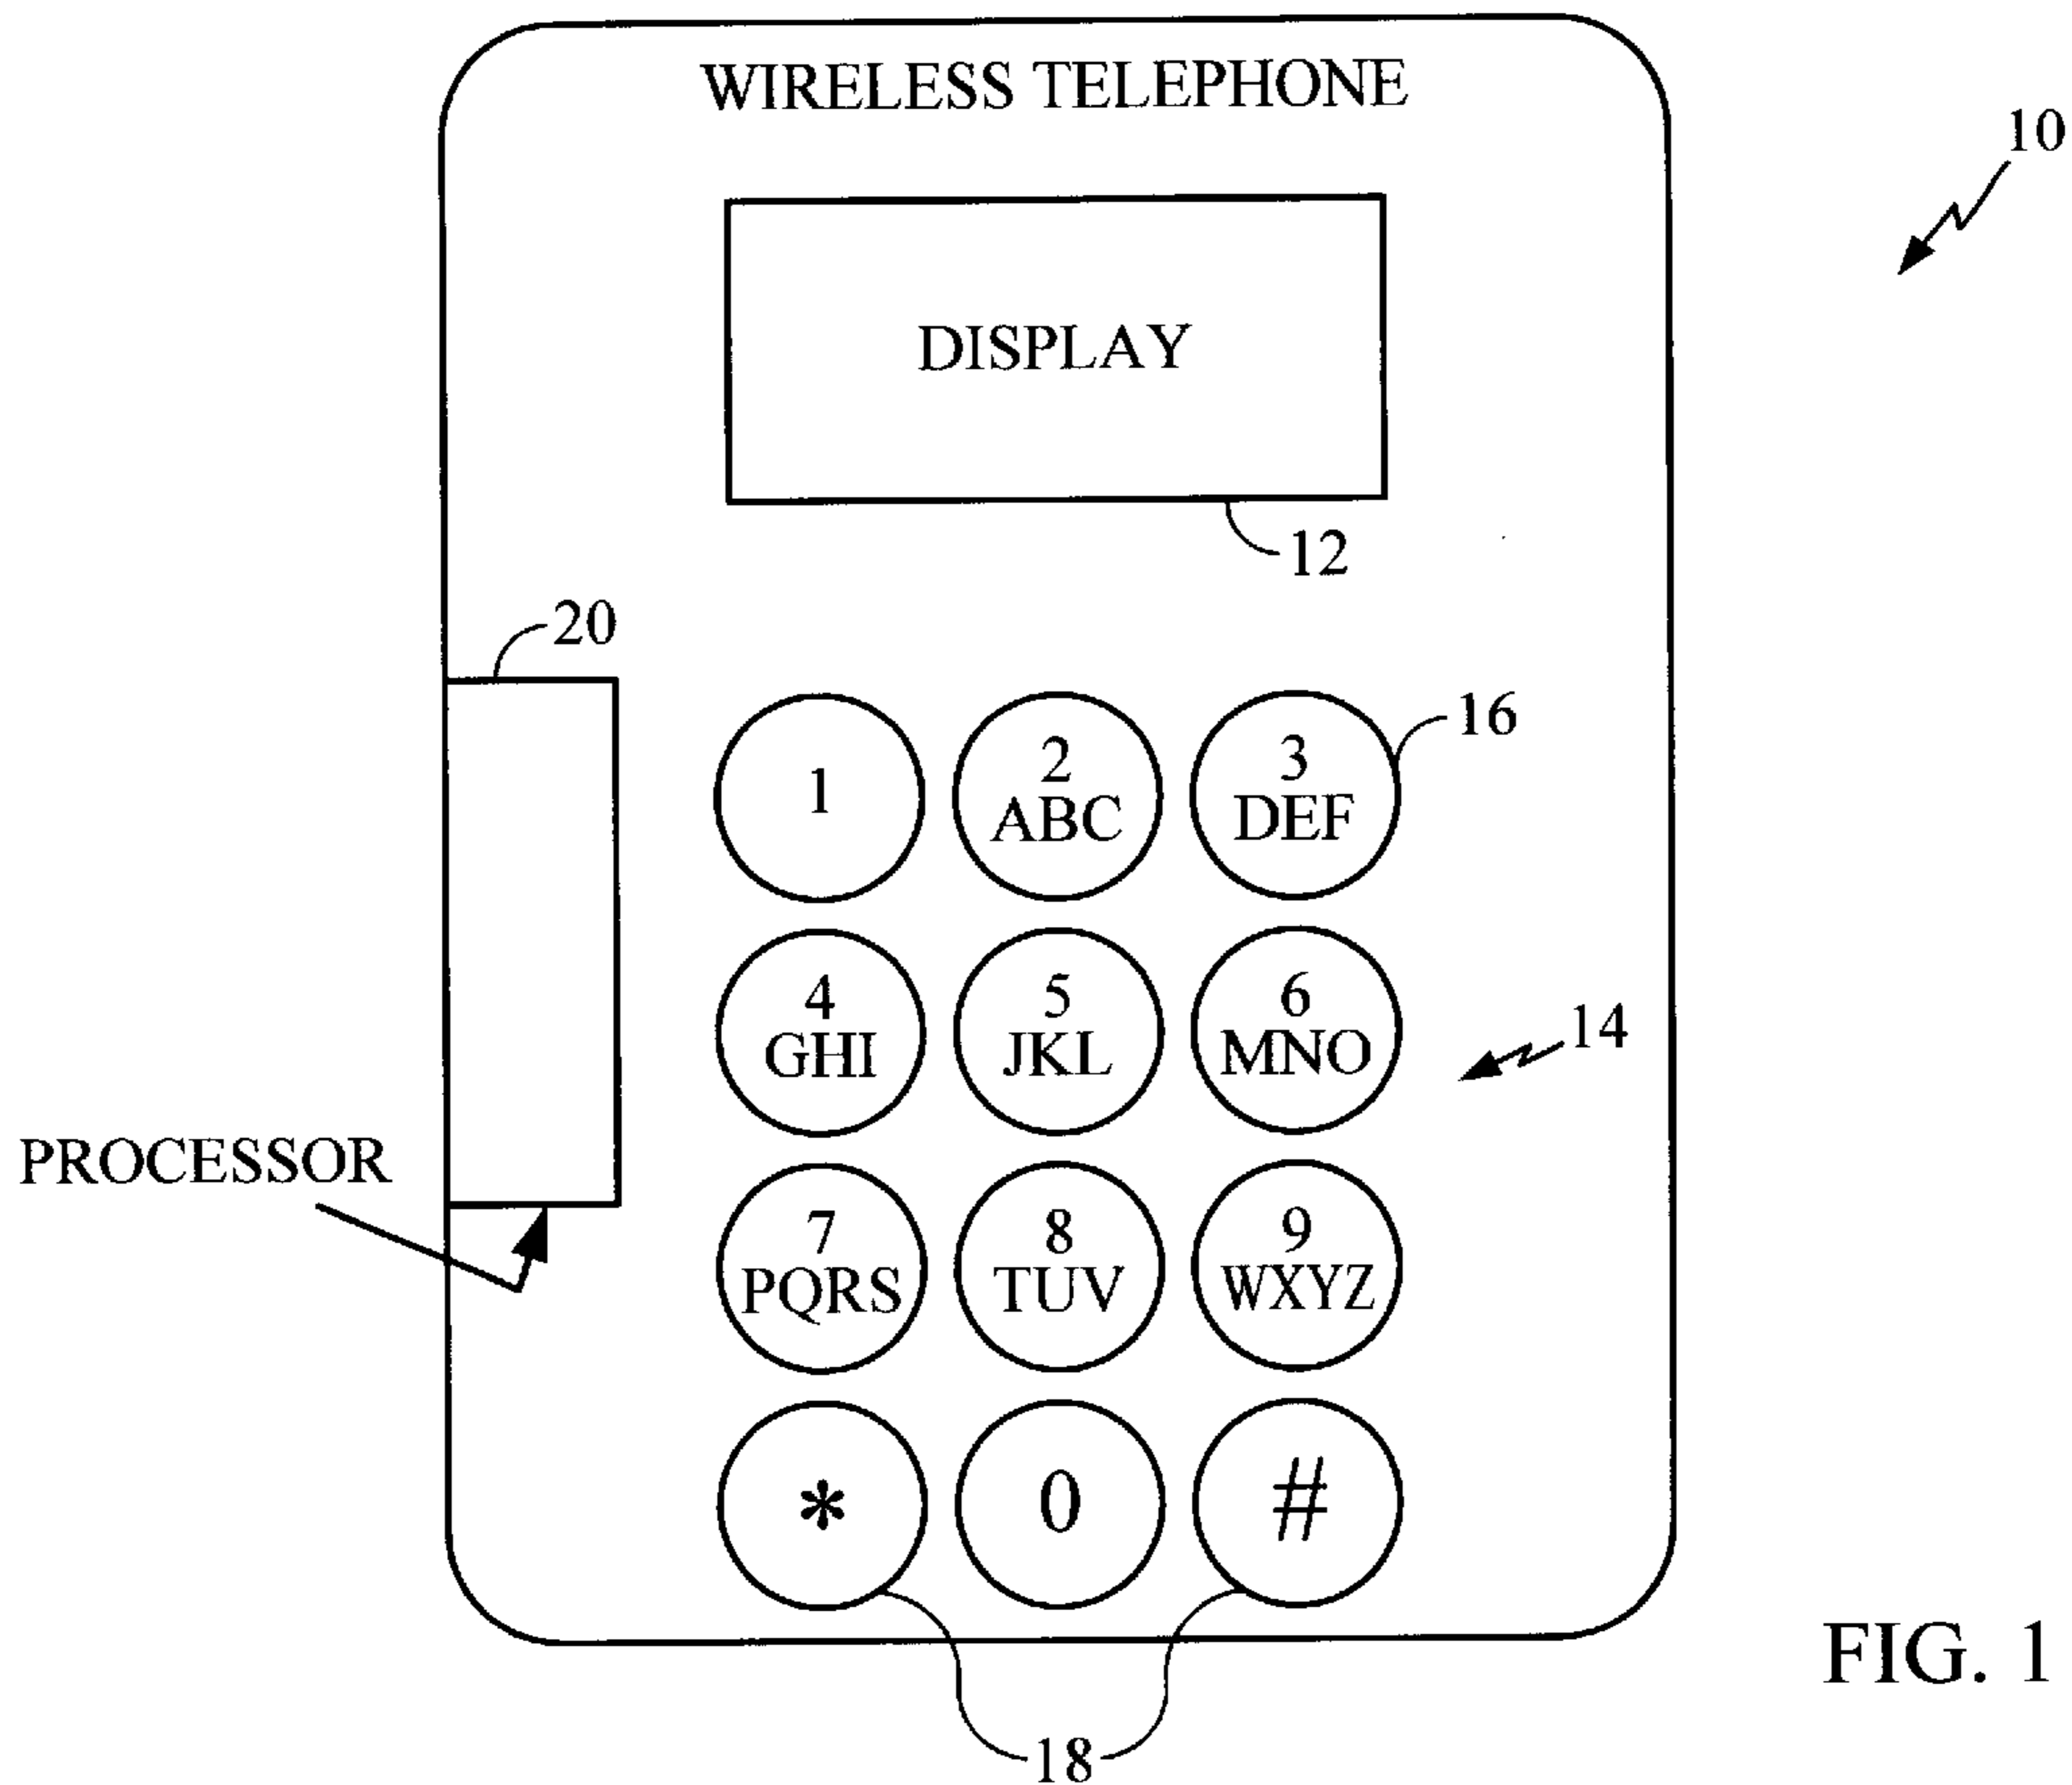 WIRELESS TELEPHONE
10
DISPLAY
12
20
16
1
2
ABC
3
DEF
4
GHI
5
JKL
6
MNO
14
PROCESSOR
7
PQRS
8
TUV
9
WXYZ
*
0
#
18
FIG. 1